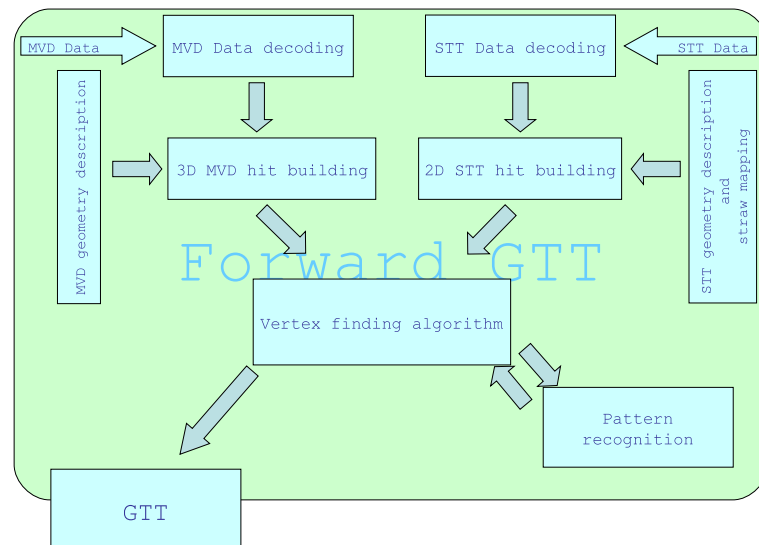 MVD Data
MVD Data decoding
STT Data decoding
STT Data
MVD geometry description
3D MVD hit building
2D STT hit building
STT geometry description
and
straw mapping
Forward GTT
Vertex finding algorithm
Pattern
recognition
GTT